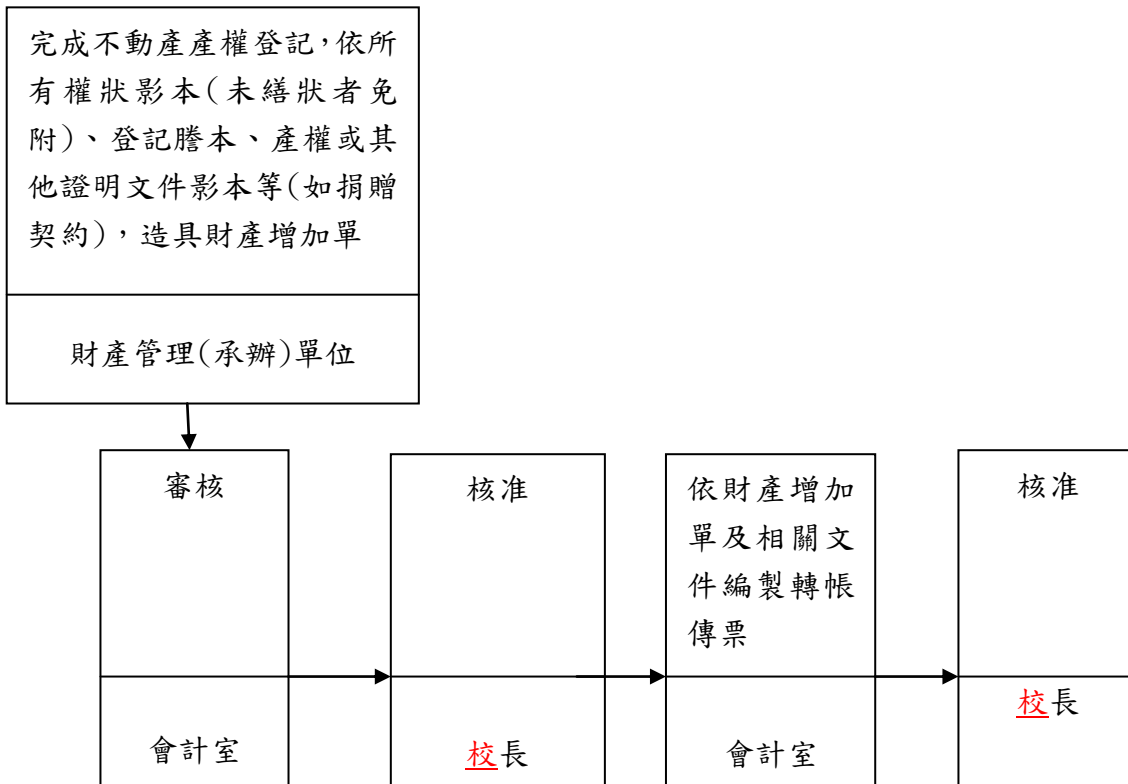 完成不動產產權登記，依所
有權狀影本(未繕狀者免
附)、登記謄本、產權或其
他證明文件影本等(如捐贈
契約)，造具財產增加單
財產管理(承辦)單位
審核
會計室
核准
校長
依財產增加
單及相關文
件編製轉帳
傳票
會計室
核准
校長